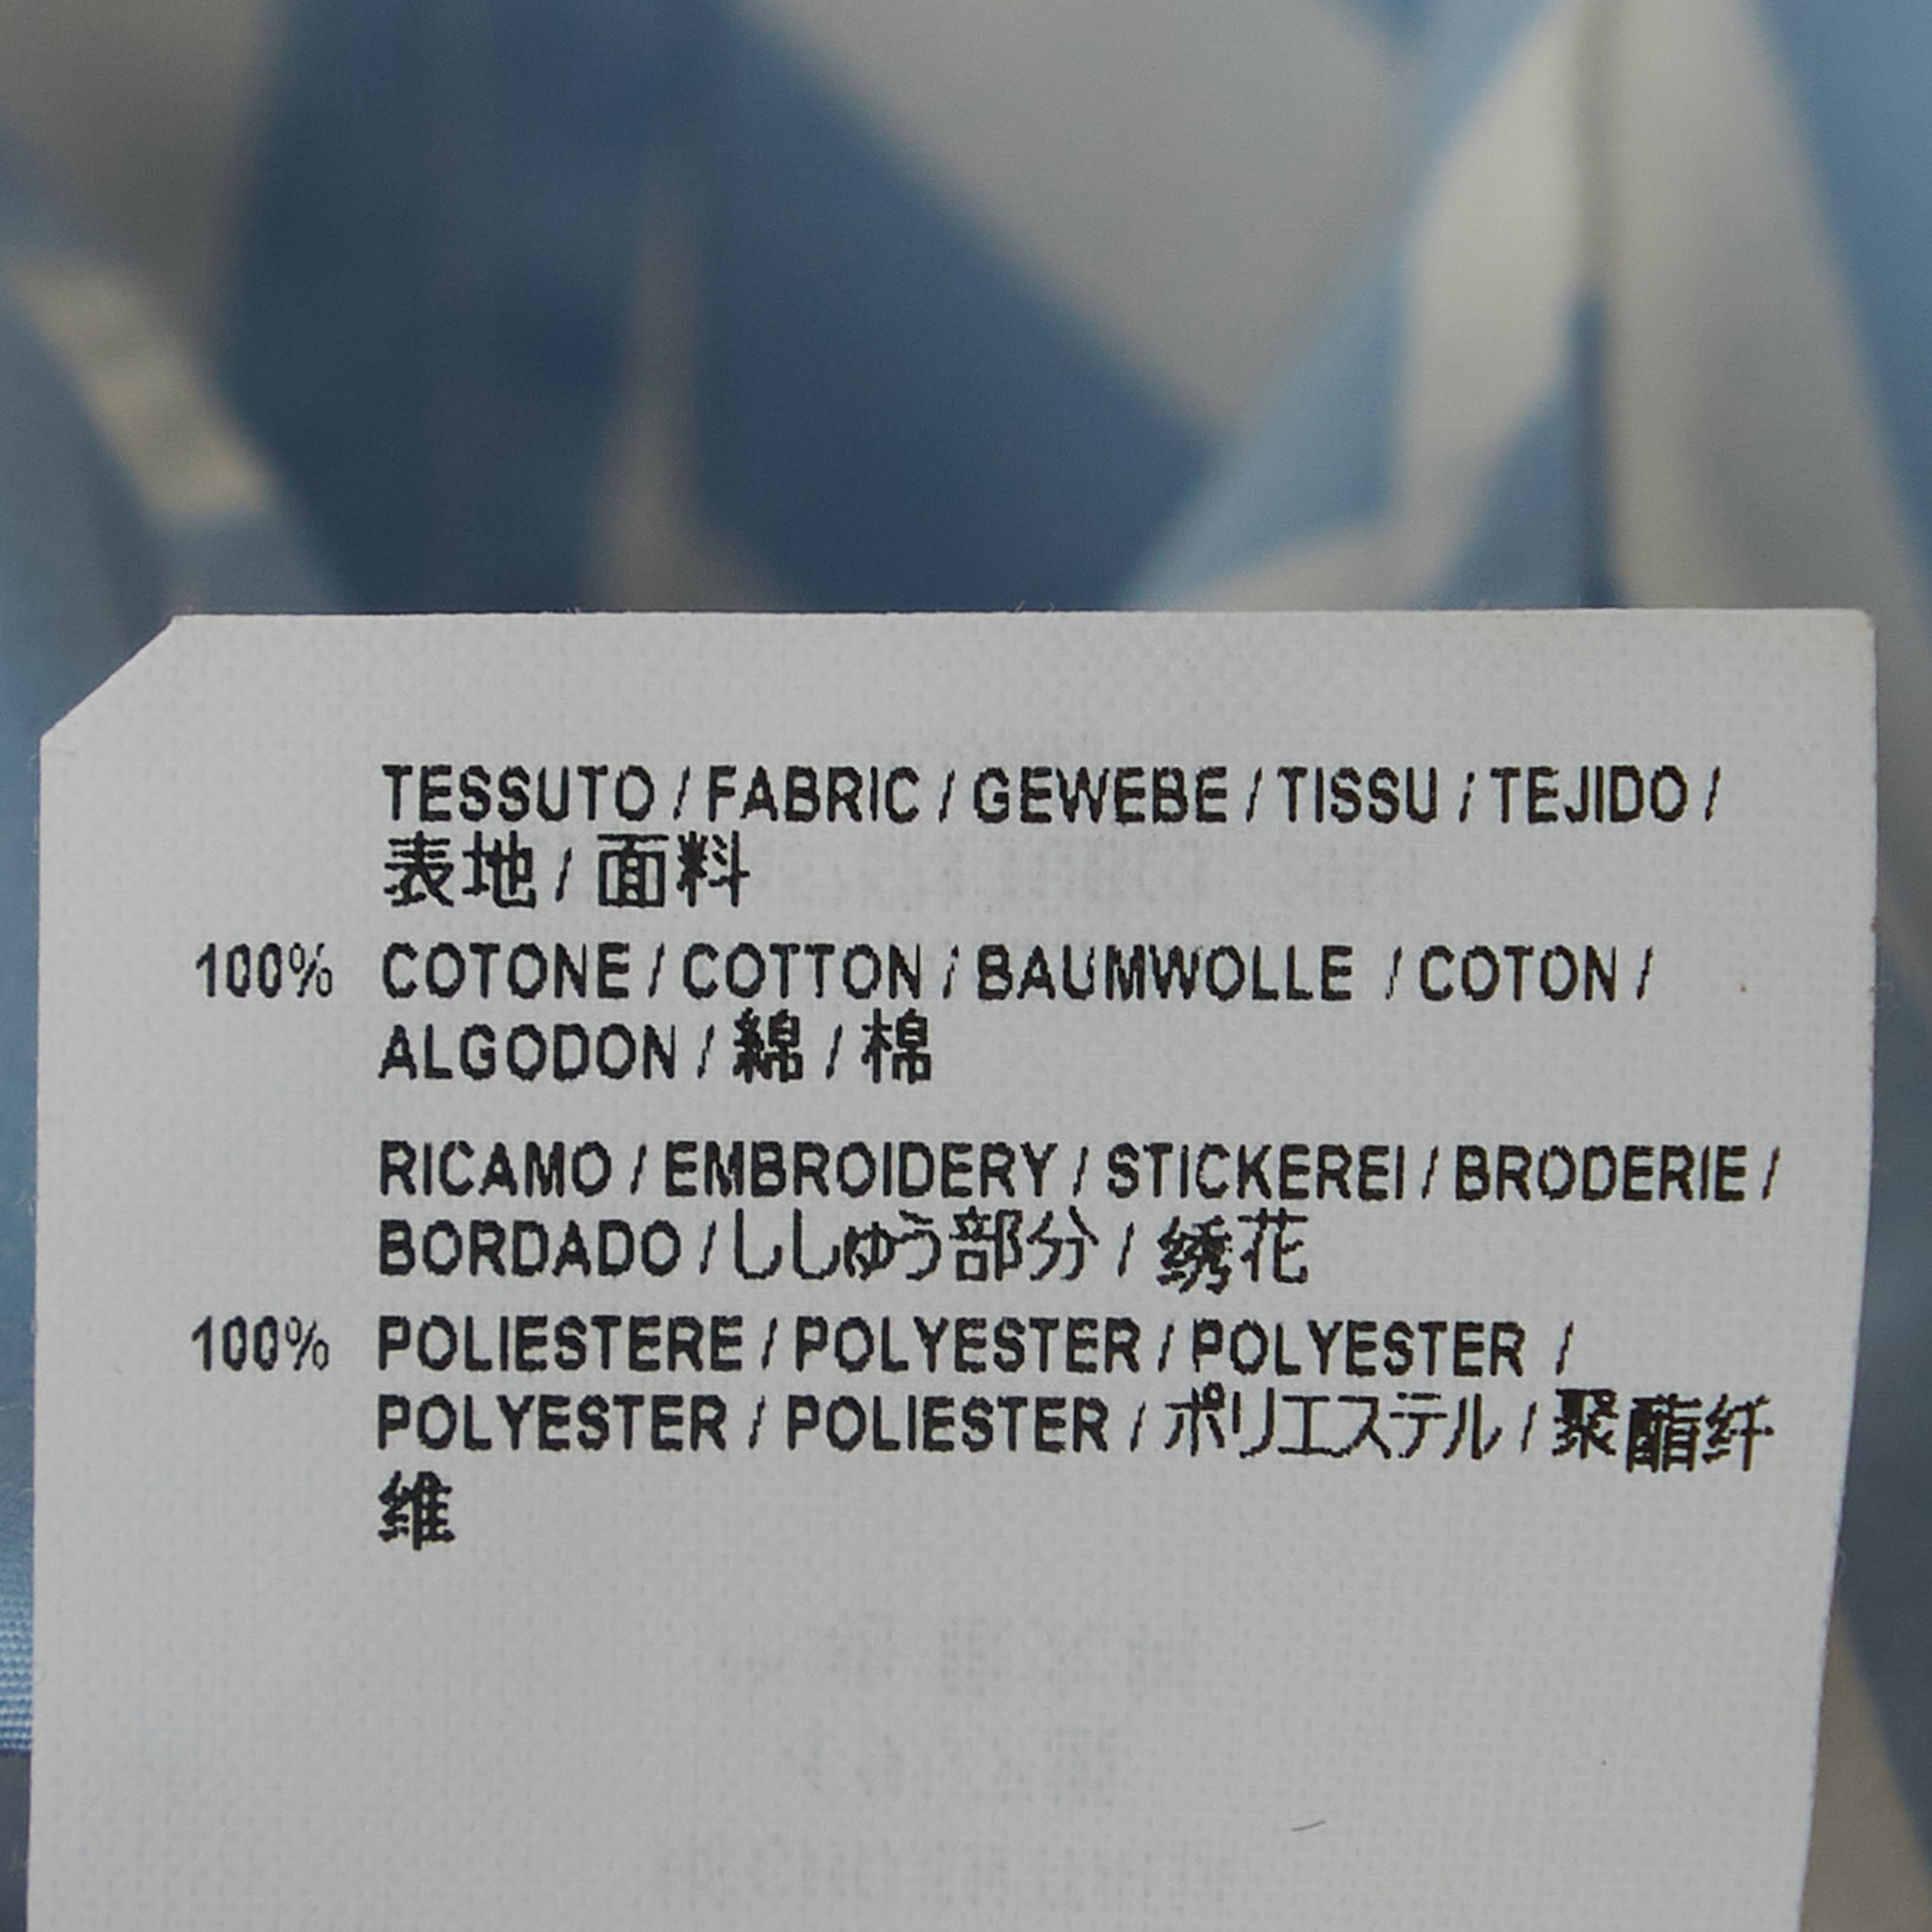 TESSUTO / FABRIC / GEWEBE / TISSU / TEJIDO /
表地 / 面料
100% COTONE / COTTON / BAUMWOLLE / COTON /
ALGODON / 綿 / 棉
RICAMO / EMBROIDERY / STICKEREI / BRODERIE /
BORDADO / ししゅう部分 / 绣花
100% POLIESTERE / POLYESTER / POLYESTER /
POLYESTER / POLIESTER / ポリエステル / 聚酯纤
维